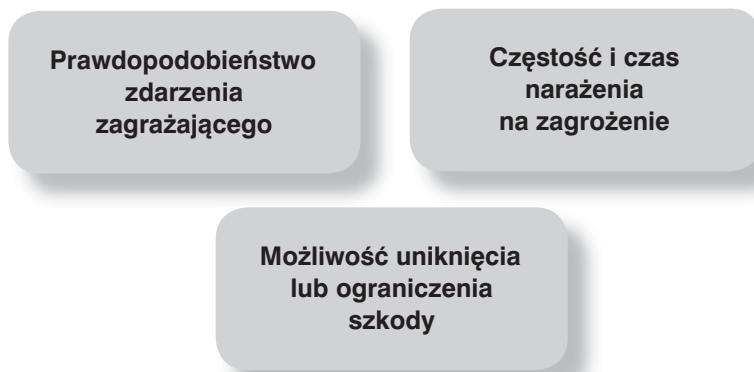 Prawdopodobieństwo
zdarzenia
zagrażającego
Częstość i czas
narażenia
na zagrożenie
Możliwość uniknięcia
lub ograniczenia
szkody